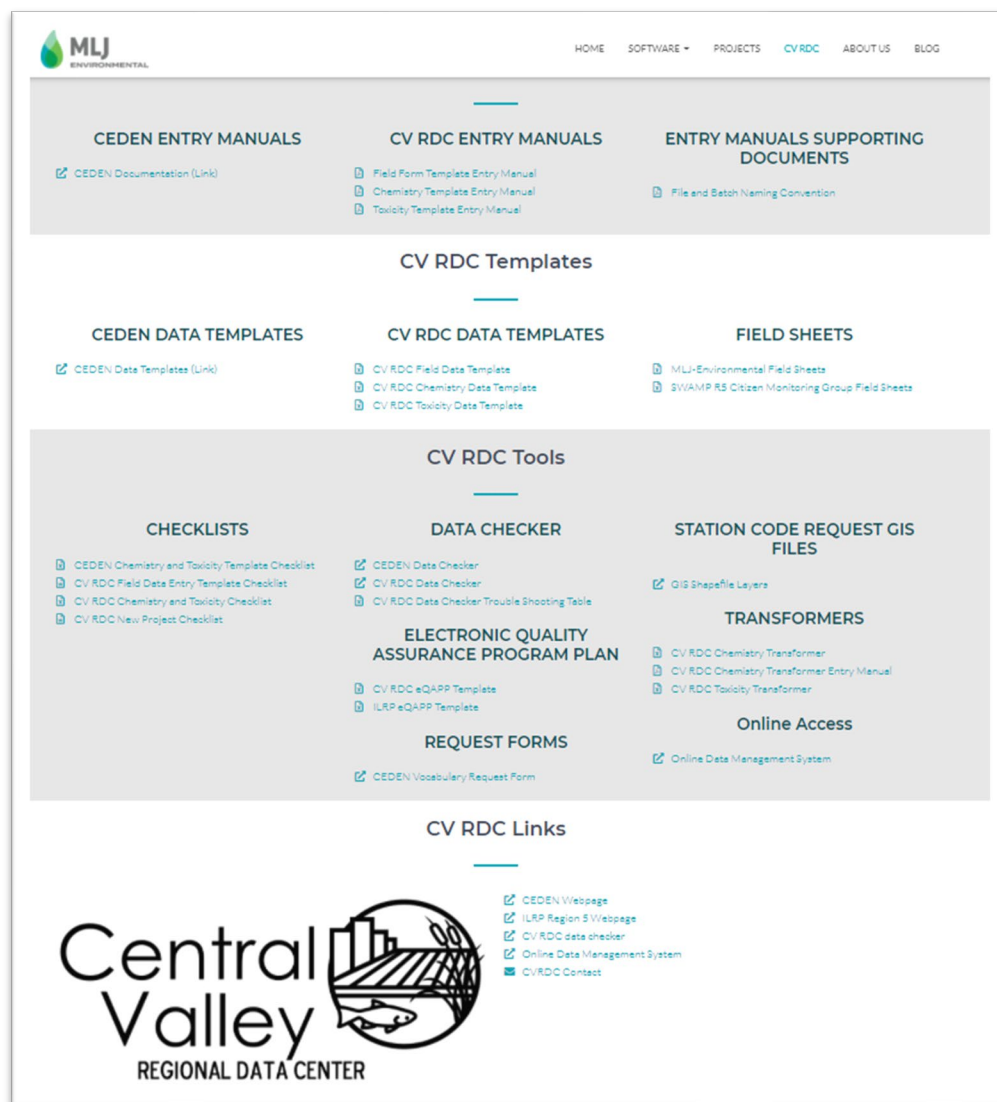 MLJ
ENVIRONMENTAL
HOME SOFTWARE PROJECTS CV RDC ABOUT US BLOG
CEDEN ENTRY MANUALS
CEDEN Documentation (Link)
CV RDC ENTRY MANUALS
Field Form Template Entry Manual
Chemistry Template Entry Manual
Toxicity Template Entry Manual
ENTRY MANUALS SUPPORTING
DOCUMENTS
File and Batch Naming Convention
CV RDC Templates
CEDEN DATA TEMPLATES
CEDEN Data Templates (Link)
CV RDC DATA TEMPLATES
CV RDC Field Data Template
CV RDC Chemistry Data Template
CV RDC Toxicity Data Template
FIELD SHEETS
MLJ-Environmental Field Sheets
SWAMP R5 Citizen Monitoring Group Field Sheets
CV RDC Tools
CHECKLISTS
CEDEN Chemistry and Toxicity Template Checklist
CV RDC Field Data Entry Template Checklist
CV RDC Chemistry and Toxicity Checklist
CV RDC New Project Checklist
DATA CHECKER
CEDEN Data Checker
CV RDC Data Checker
CV RDC Data Checker Trouble Shooting Table
ELECTRONIC QUALITY
ASSURANCE PROGRAM PLAN
CV RDC eQAPP Template
ILRP eQAPP Template
REQUEST FORMS
CEDEN Vocabulary Request Form
STATION CODE REQUEST GIS
FILES
GIS Shapefile Layers
TRANSFORMERS
CV RDC Chemistry Transformer
CV RDC Chemistry Transformer Entry Manual
CV RDC Toxicity Transformer
Online Access
Online Data Management System
CV RDC Links
Central
Valley
REGIONAL DATA CENTER
CEDEN Webpage
ILRP Region 5 Webpage
CV RDC data checker
Online Data Management System
CVRDC Contact